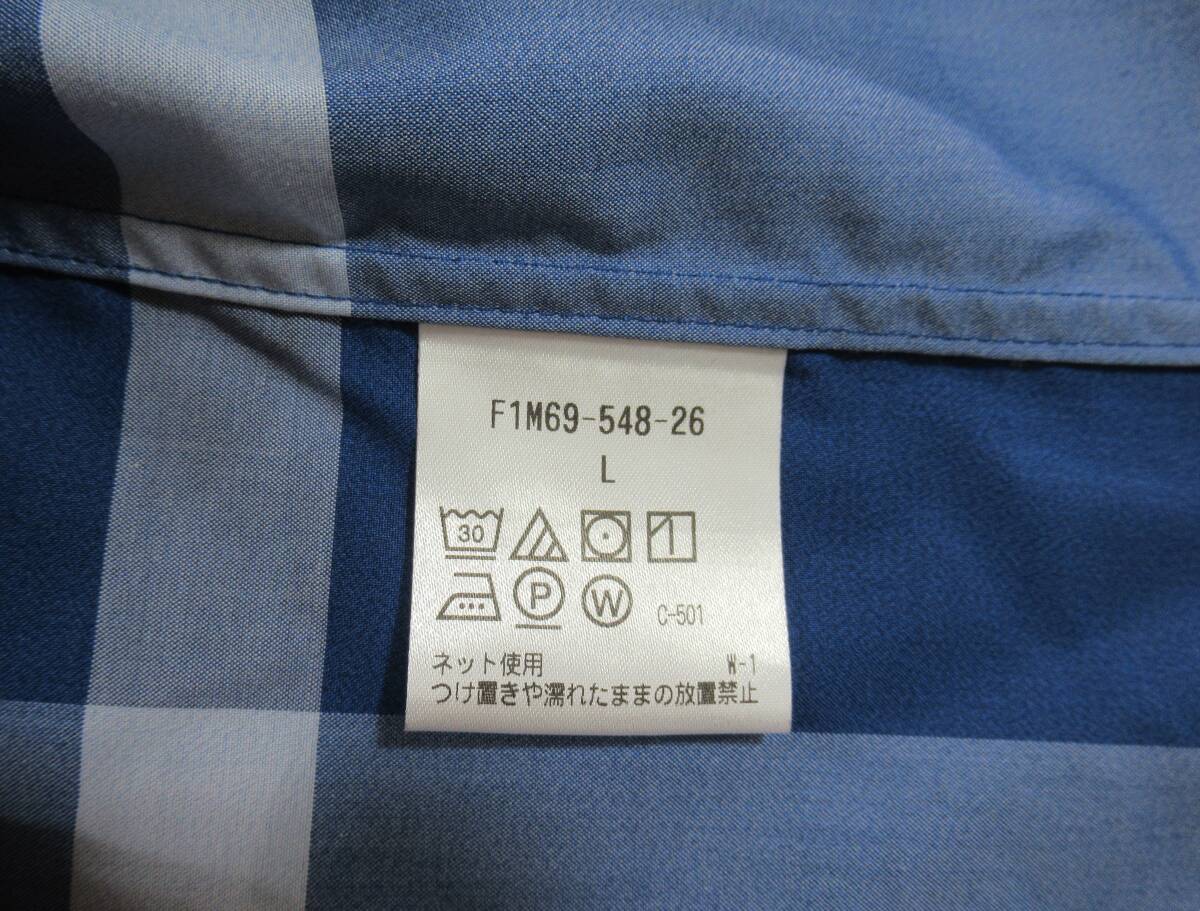 F1M69-548-26
L
30
P W C-501
ネット使用 W-1
つけ置きや濡れたままの放置禁止